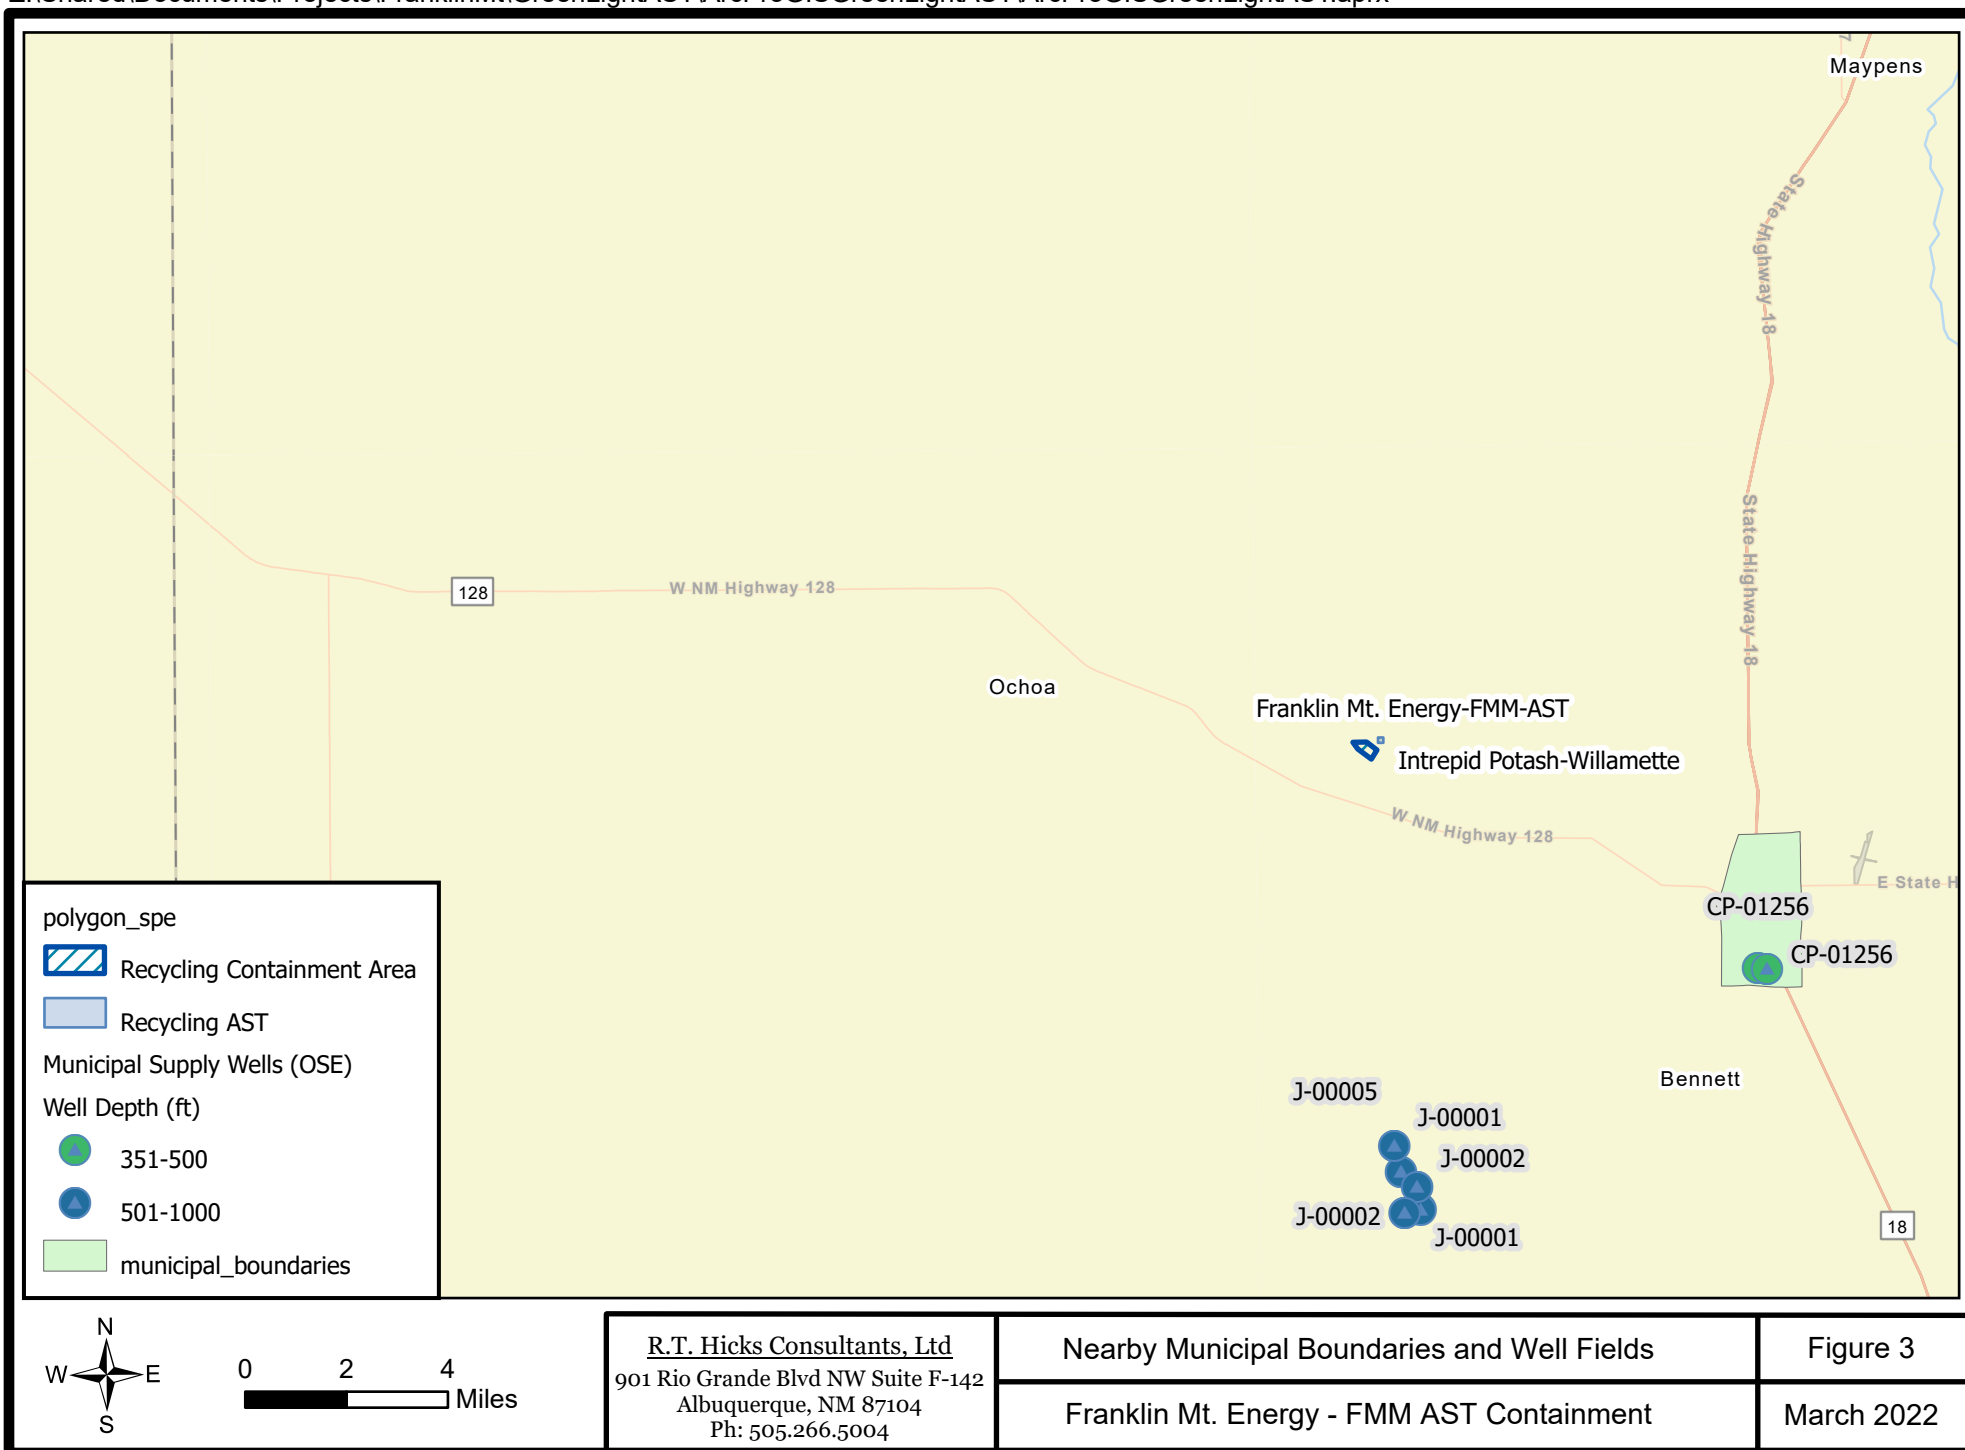 Maypens
State Highway 18
128
W NM Highway 128
State Highway 18
Ochoa
Franklin Mt. Energy-FMM-AST
Intrepid Potash-Willamette
W NM Highway 128
E State H
CP-01256
CP-01256
Bennett
J-00005
J-00001
J-00002
J-00002
J-00001
18
polygon_spe
Recycling Containment Area
Recycling AST
Municipal Supply Wells (OSE)
Well Depth (ft)
351-500
501-1000
municipal_boundaries
N
W E
S
0 2 4
Miles
R.T. Hicks Consultants, Ltd
901 Rio Grande Blvd NW Suite F-142
Albuquerque, NM 87104
Ph: 505.266.5004
Nearby Municipal Boundaries and Well Fields
Franklin Mt. Energy - FMM AST Containment
Figure 3
March 2022